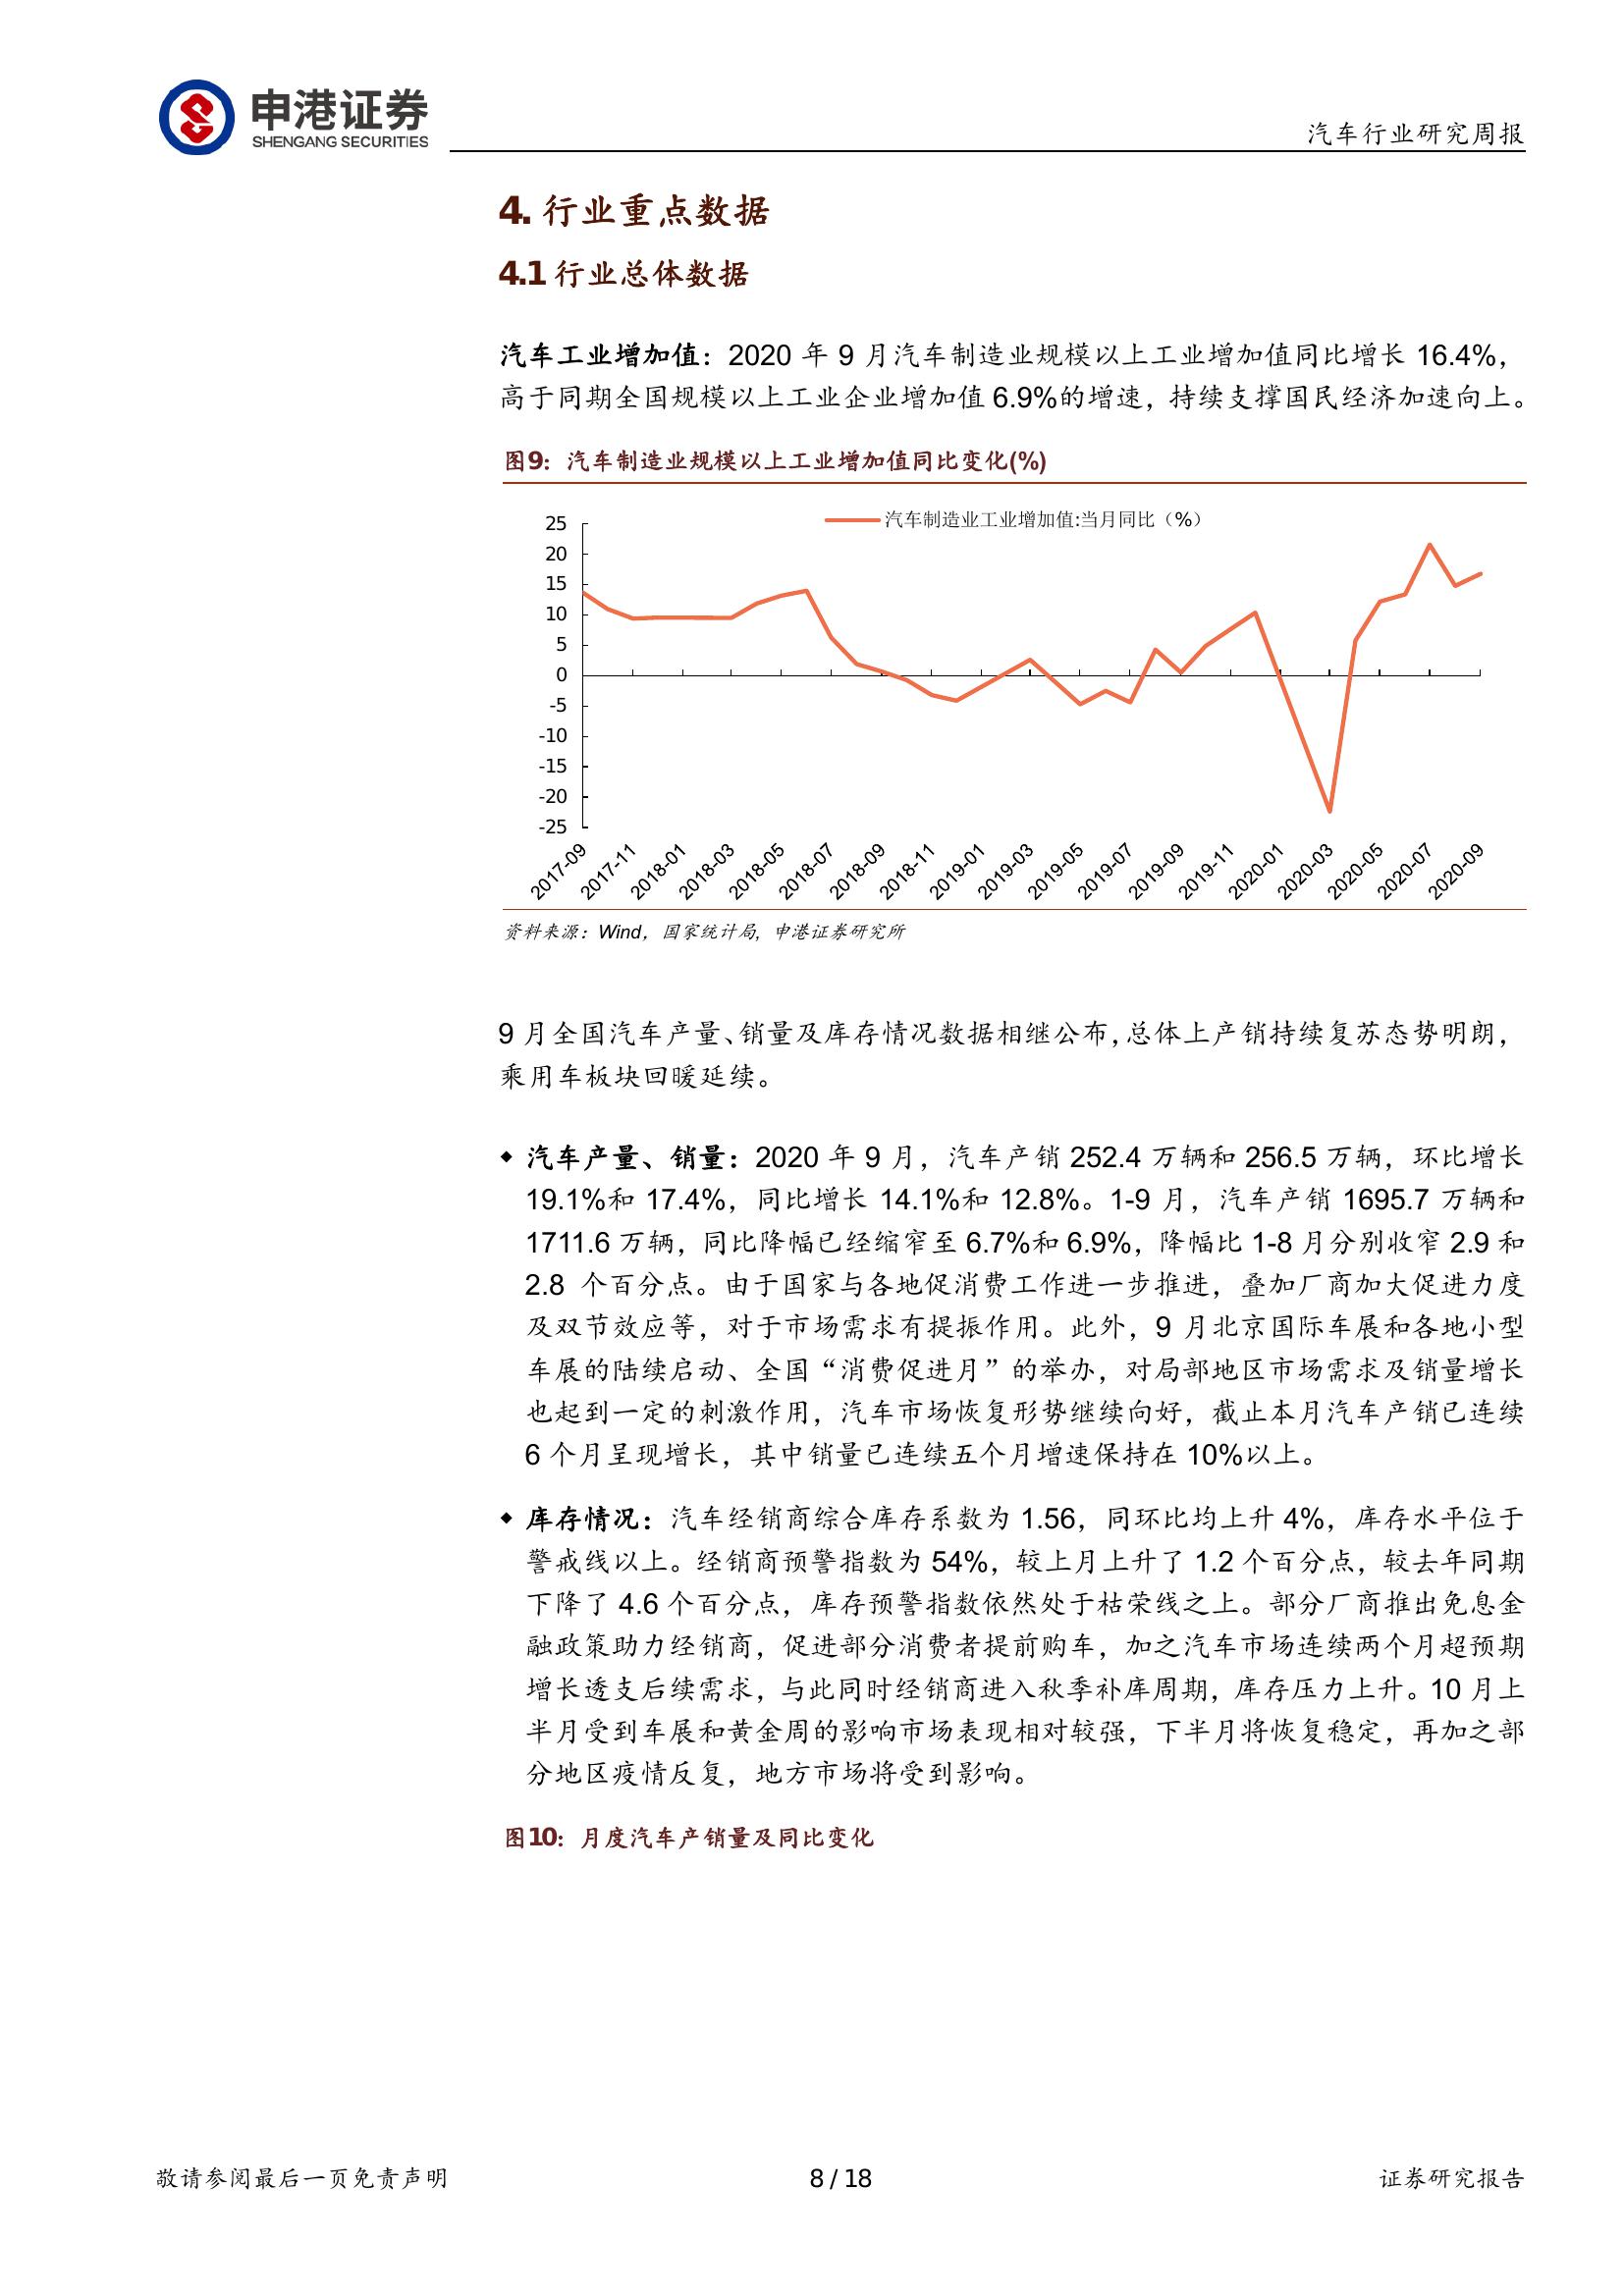 申港证券
SHENGANG SECURITIES
汽车行业研究周报
4. 行业重点数据
4.1 行业总体数据
汽车工业增加值：2020 年 9 月汽车制造业规模以上工业增加值同比增长 16.4%，
高于同期全国规模以上工业企业增加值 6.9%的增速，持续支撑国民经济加速向上。
图9：汽车制造业规模以上工业增加值同比变化(%)
汽车制造业工业增加值:当月同比（%）
25
20
15
10
5
0
-5
-10
-15
-20
-25
2017-09
2017-11
2018-01
2018-03
2018-05
2018-07
2018-09
2018-11
2019-01
2019-03
2019-05
2019-07
2019-09
2019-11
2020-01
2020-03
2020-05
2020-07
2020-09
资料来源：Wind，国家统计局，申港证券研究所
9 月全国汽车产量、销量及库存情况数据相继公布，总体上产销持续复苏态势明朗，
乘用车板块回暖延续。
◆ 汽车产量、销量：2020 年 9 月，汽车产销 252.4 万辆和 256.5 万辆，环比增长
19.1%和 17.4%，同比增长 14.1%和 12.8%。1-9 月，汽车产销 1695.7 万辆和
1711.6 万辆，同比降幅已经缩窄至 6.7%和 6.9%，降幅比 1-8 月分别收窄 2.9 和
2.8 个百分点。由于国家与各地促消费工作进一步推进，叠加厂商加大促进力度
及双节效应等，对于市场需求有提振作用。此外，9 月北京国际车展和各地小型
车展的陆续启动、全国“消费促进月”的举办，对局部地区市场需求及销量增长
也起到一定的刺激作用，汽车市场恢复形势继续向好，截止本月汽车产销已连续
6 个月呈现增长，其中销量已连续五个月增速保持在 10%以上。
◆ 库存情况：汽车经销商综合库存系数为 1.56，同环比均上升 4%，库存水平位于
警戒线以上。经销商预警指数为 54%，较上月上升了 1.2 个百分点，较去年同期
下降了 4.6 个百分点，库存预警指数依然处于枯荣线之上。部分厂商推出免息金
融政策助力经销商，促进部分消费者提前购车，加之汽车市场连续两个月超预期
增长透支后续需求，与此同时经销商进入秋季补库周期，库存压力上升。10 月上
半月受到车展和黄金周的影响市场表现相对较强，下半月将恢复稳定，再加之部
分地区疫情反复，地方市场将受到影响。
图10：月度汽车产销量及同比变化
敬请参阅最后一页免责声明
8 / 18
证券研究报告